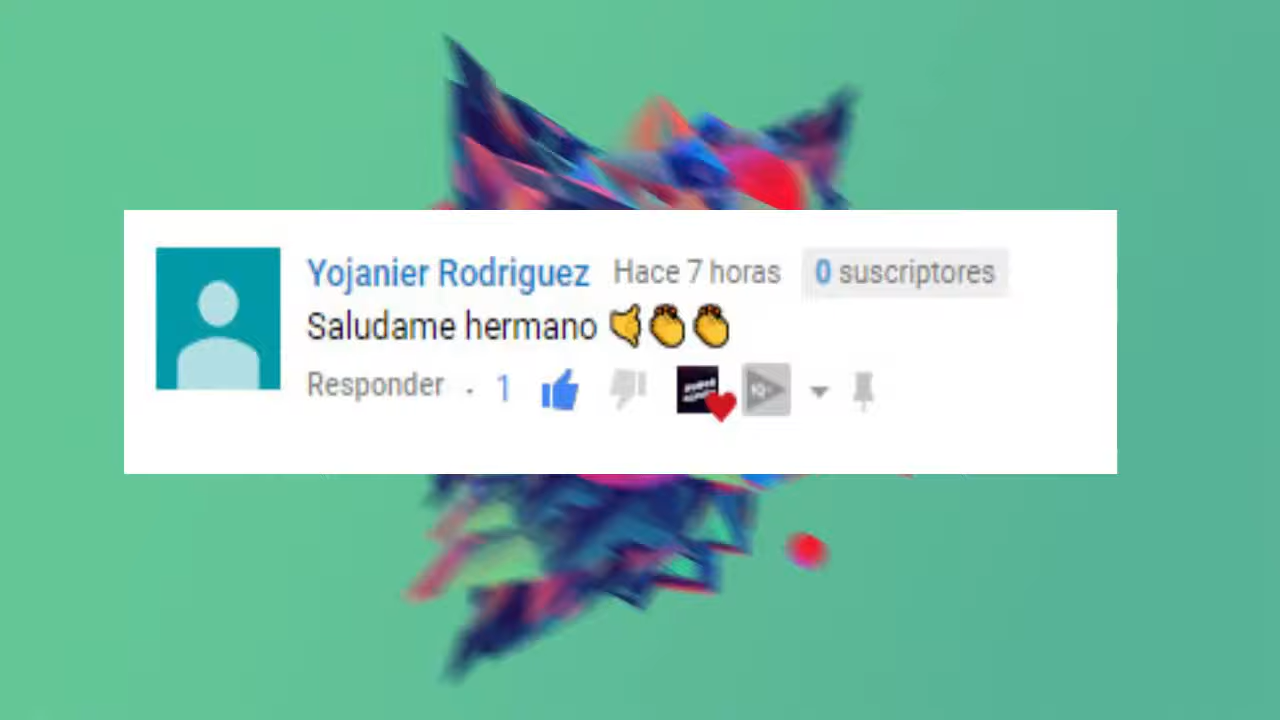 Yojanier Rodriguez Hace 7 horas 0 suscriptores
Saludame hermano 🤙👏👏
Responder · 1